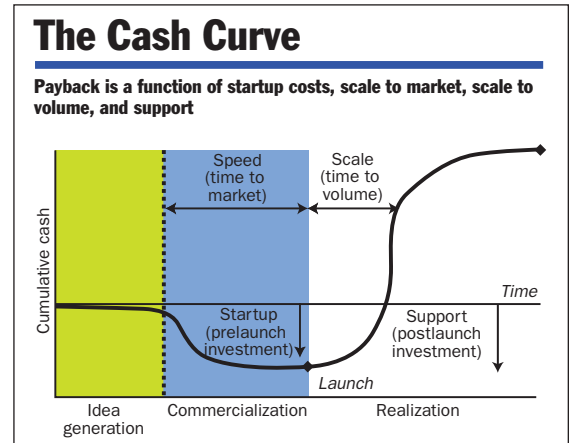 The Cash Curve
Payback is a function of startup costs, scale to market, scale to
volume, and support
Speed
(time to
market)
Scale
(time to
volume)
Cumulative cash
Time
Startup
(prelaunch
investment)
Support
(postlaunch
investment)
Launch
Idea
generation
Commercialization
Realization